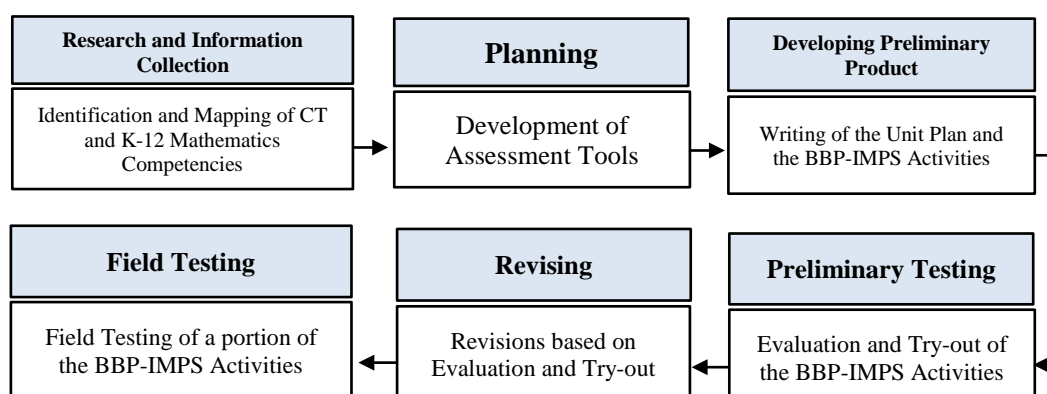 Research and Information
Collection
Identification and Mapping of CT
and K-12 Mathematics
Competencies
Planning
Development of
Assessment Tools
Developing Preliminary
Product
Writing of the Unit Plan and
the BBP-IMPS Activities
Field Testing
Field Testing of a portion of
the BBP-IMPS Activities
Revising
Revisions based on
Evaluation and Try-out
Preliminary Testing
Evaluation and Try-out of
the BBP-IMPS Activities